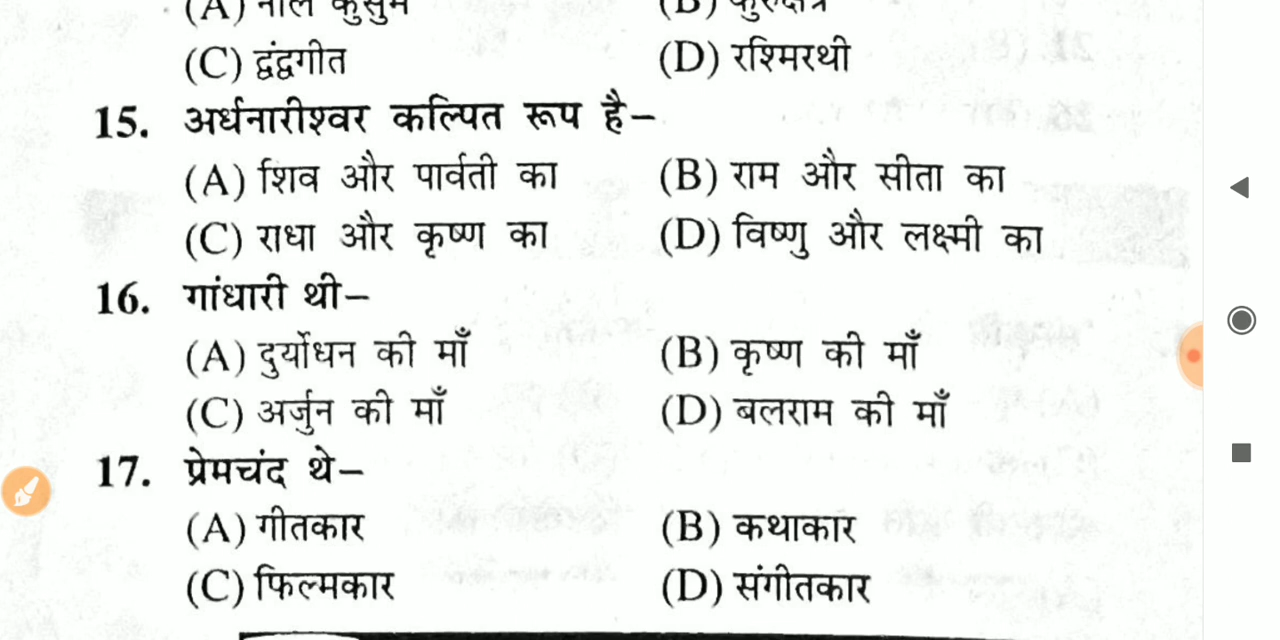 (A) नील कुसुम (B) कुरुक्षेत्र
(C) द्वंद्वगीत (D) रश्मिरथी
15. अर्धनारीश्वर कल्पित रूप है–
(A) शिव और पार्वती का (B) राम और सीता का
(C) राधा और कृष्ण का (D) विष्णु और लक्ष्मी का
16. गांधारी थी–
(A) दुर्योधन की माँ (B) कृष्ण की माँ
(C) अर्जुन की माँ (D) बलराम की माँ
17. प्रेमचंद थे–
(A) गीतकार (B) कथाकार
(C) फिल्मकार (D) संगीतकार